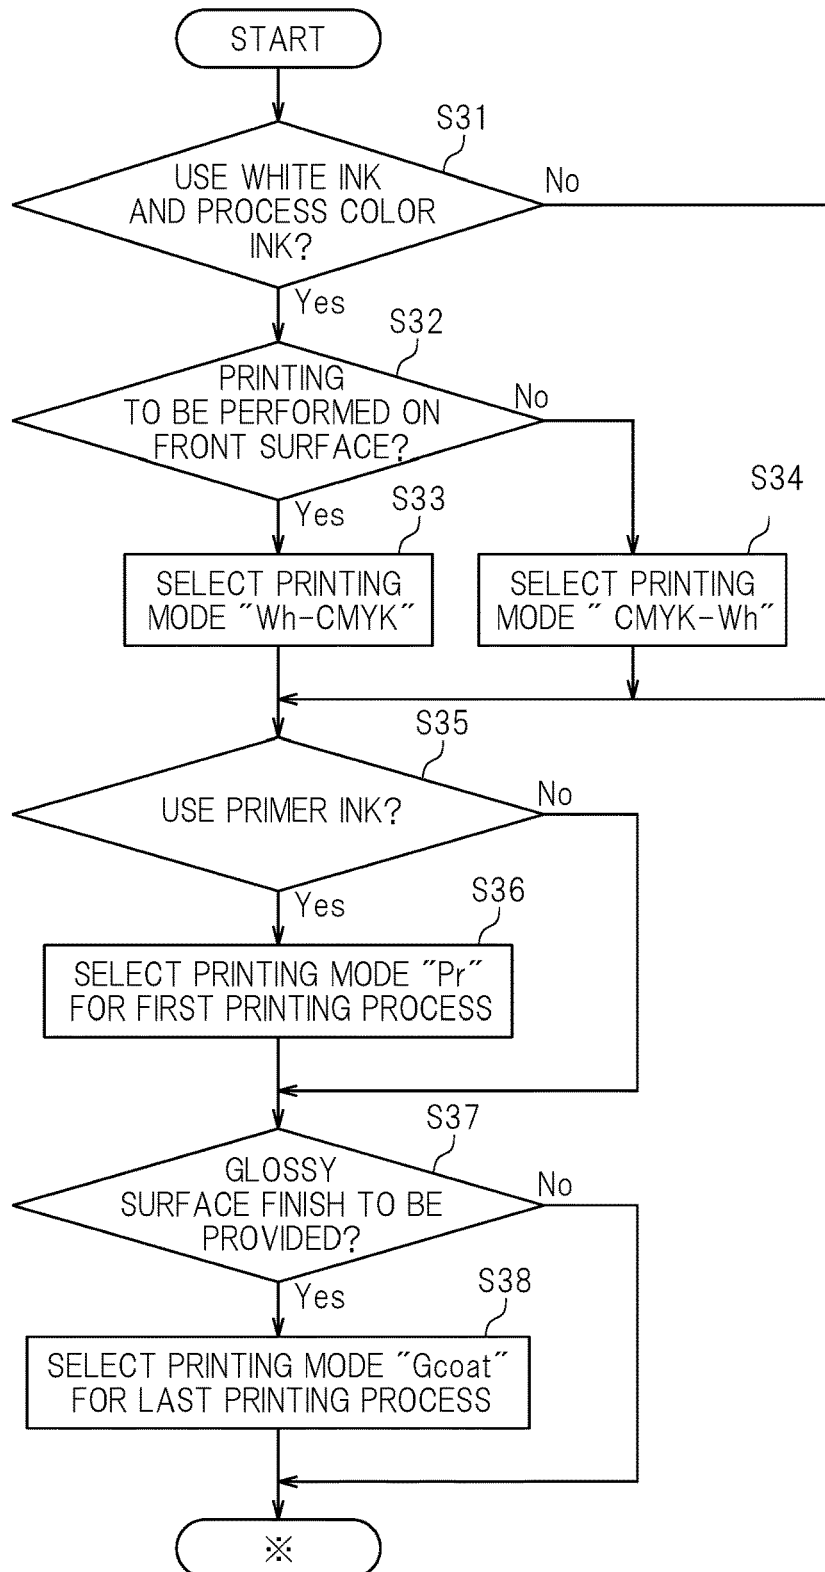 START
S31
USE WHITE INK
AND PROCESS COLOR
INK?
No
Yes
S32
PRINTING
TO BE PERFORMED ON
FRONT SURFACE?
No
Yes
S33
SELECT PRINTING
MODE "Wh-CMYK"
S34
SELECT PRINTING
MODE " CMYK-Wh"
S35
USE PRIMER INK?
No
Yes
S36
SELECT PRINTING MODE "Pr"
FOR FIRST PRINTING PROCESS
S37
GLOSSY
SURFACE FINISH TO BE
PROVIDED?
No
Yes
S38
SELECT PRINTING MODE "Gcoat"
FOR LAST PRINTING PROCESS
※